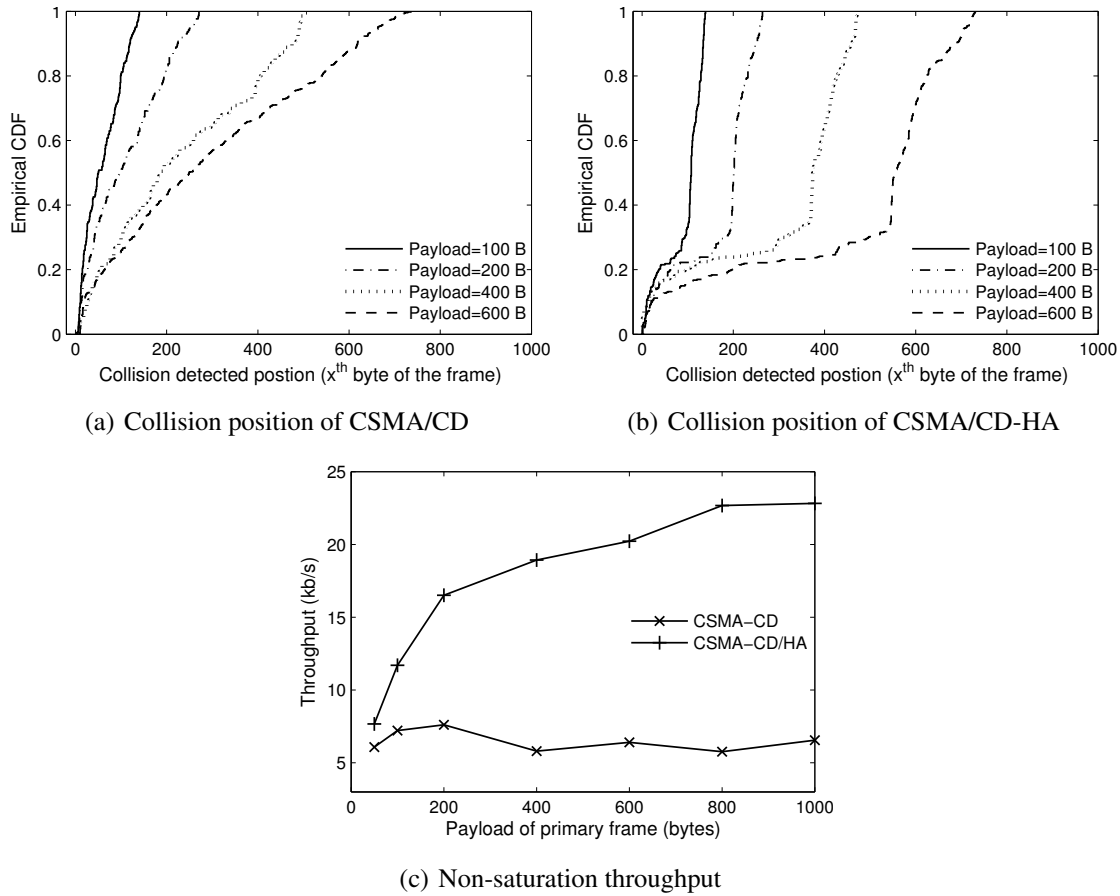 1
0.8
0.6
0.4
0.2
0
Empirical CDF
Payload=100 B
Payload=200 B
Payload=400 B
Payload=600 B
0 200 400 600 800 1000
Collision detected postion (xth byte of the frame)
(a) Collision position of CSMA/CD
1
0.8
0.6
0.4
0.2
0
Empirical CDF
Payload=100 B
Payload=200 B
Payload=400 B
Payload=600 B
0 200 400 600 800 1000
Collision detected postion (xth byte of the frame)
(b) Collision position of CSMA/CD-HA
25
20
15
10
5
Throughput (kb/s)
CSMA−CD
CSMA−CD/HA
0 200 400 600 800 1000
Payload of primary frame (bytes)
(c) Non-saturation throughput